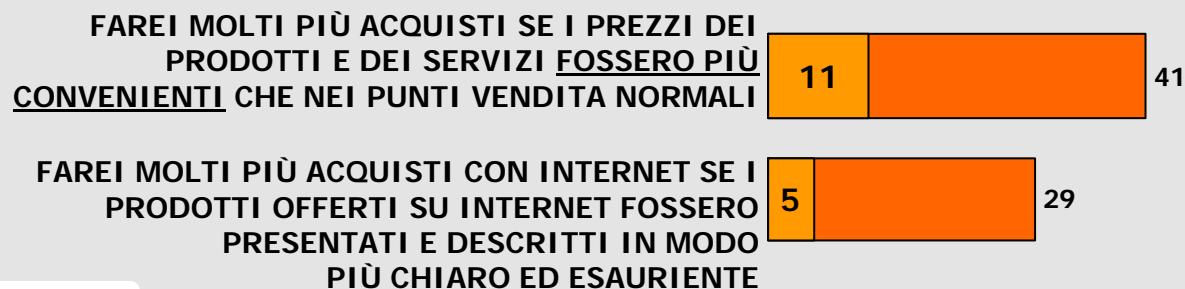 FAREI MOLTI PIÙ ACQUISTI SE I PREZZI DEI
PRODOTTI E DEI SERVIZI FOSSERO PIÙ
CONVENIENTI CHE NEI PUNTI VENDITA NORMALI
11
41
FAREI MOLTI PIÙ ACQUISTI CON INTERNET SE I
PRODOTTI OFFERTI SU INTERNET FOSSERO
PRESENTATI E DESCRITTI IN MODO
PIÙ CHIARO ED ESAURIENTE
5
29